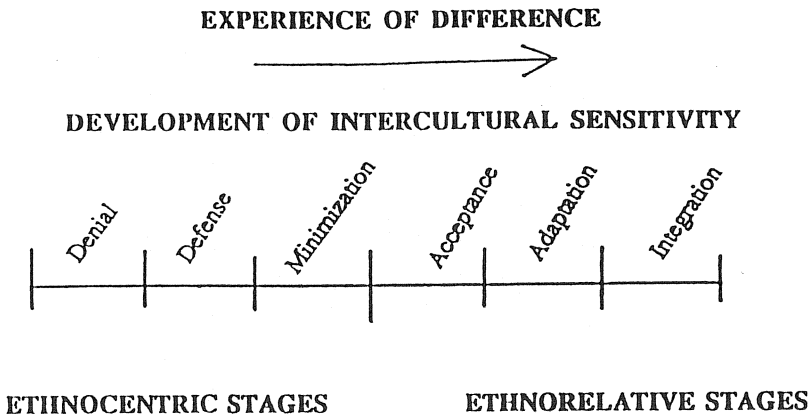 EXPERIENCE OF DIFFERENCE
DEVELOPMENT OF INTERCULTURAL SENSITIVITY
Denial
Defense
Minimization
Acceptance
Adaptation
Integration
ETHNOCENTRIC STAGES
ETHNORELATIVE STAGES